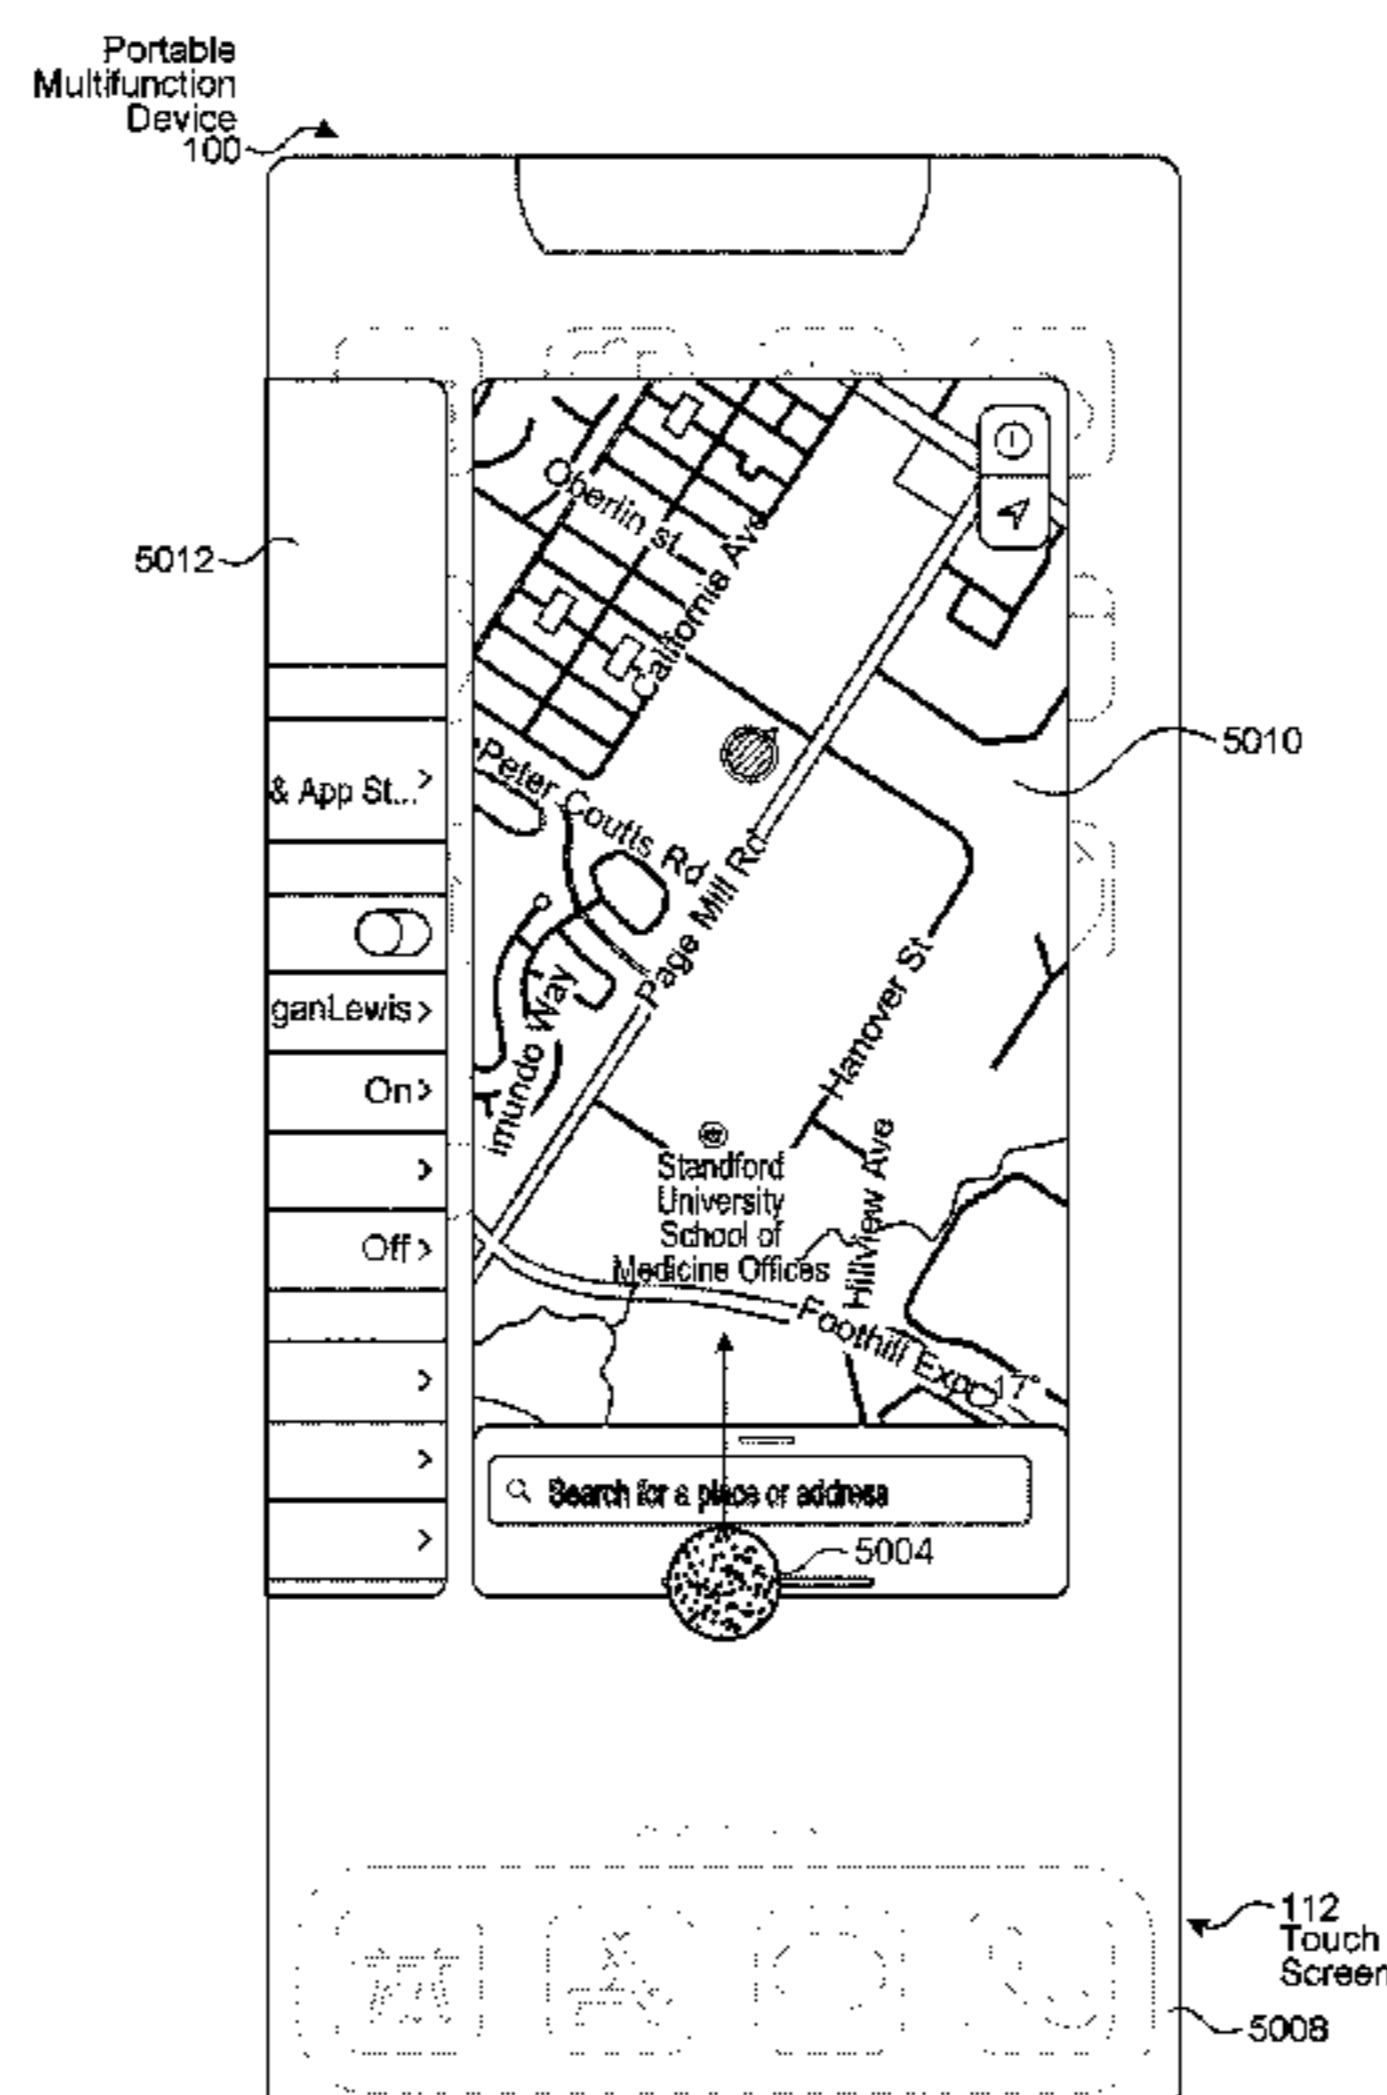 Portable
Multifunction
Device
100
Oberlin st.
California Ave
5012
5010
& App St...
Peter Coutts Rd
Page Mill Rd
ganLewis
Hanover St
imundo Way
On
Standford
University
School of
Medicine Offices
Hillview Ave
Off
Foothill Expr
17°
Search for a place or address
5004
112
Touch
Screen
5008